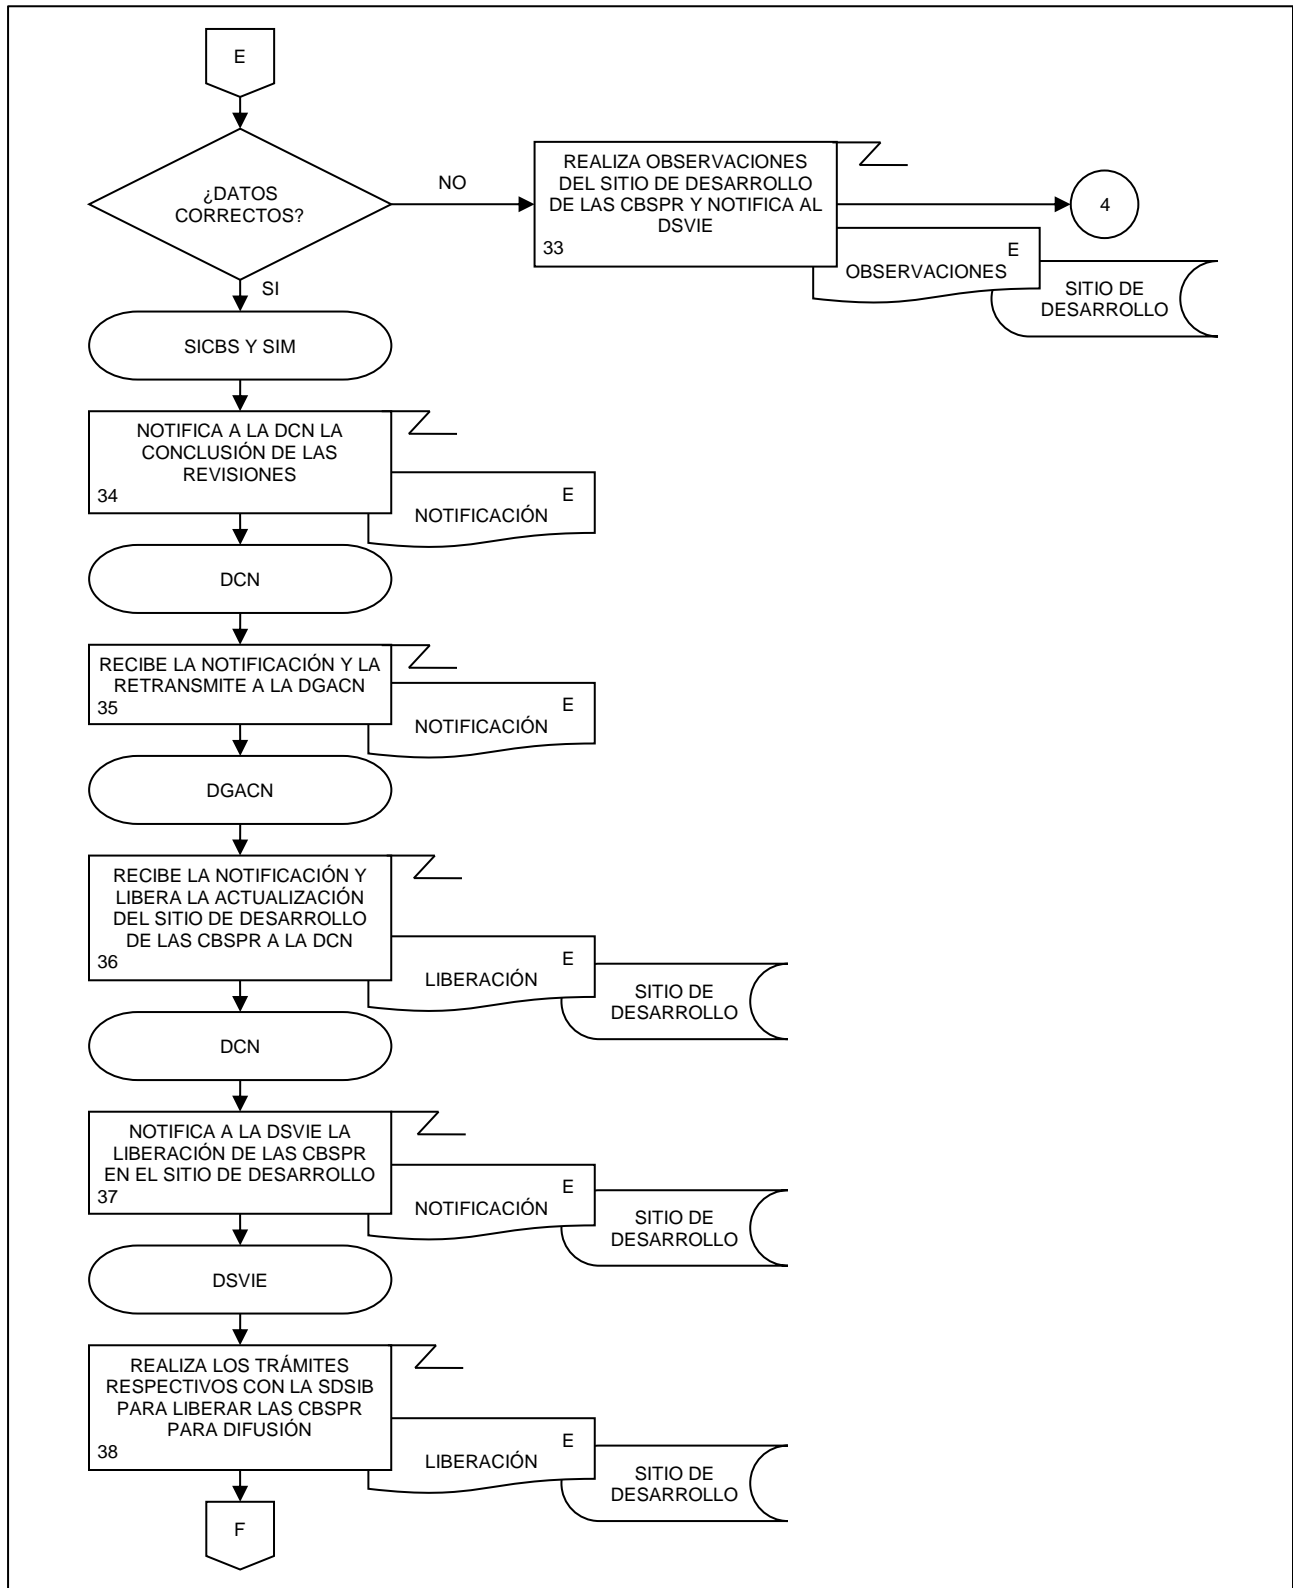 E
¿DATOS
CORRECTOS?
NO
REALIZA OBSERVACIONES
DEL SITIO DE DESARROLLO
DE LAS CBSPR Y NOTIFICA AL
DSVIE
33
4
E
OBSERVACIONES
SITIO DE
DESARROLLO
SI
SICBS Y SIM
NOTIFICA A LA DCN LA
CONCLUSIÓN DE LAS
REVISIONES
34
E
NOTIFICACIÓN
DCN
RECIBE LA NOTIFICACIÓN Y LA
RETRANSMITE A LA DGACN
35
E
NOTIFICACIÓN
DGACN
RECIBE LA NOTIFICACIÓN Y
LIBERA LA ACTUALIZACIÓN
DEL SITIO DE DESARROLLO
DE LAS CBSPR A LA DCN
36
E
LIBERACIÓN
SITIO DE
DESARROLLO
DCN
NOTIFICA A LA DSVIE LA
LIBERACIÓN DE LAS CBSPR
EN EL SITIO DE DESARROLLO
37
E
NOTIFICACIÓN
SITIO DE
DESARROLLO
DSVIE
REALIZA LOS TRÁMITES
RESPECTIVOS CON LA SDSIB
PARA LIBERAR LAS CBSPR
PARA DIFUSIÓN
38
E
LIBERACIÓN
SITIO DE
DESARROLLO
F